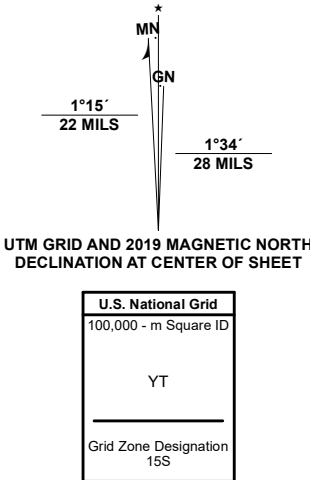 MN
GN
1°15´
22 MILS
1°34´
28 MILS
UTM GRID AND 2019 MAGNETIC NORTH
DECLINATION AT CENTER OF SHEET
U.S. National Grid
100,000 - m Square ID
YT
Grid Zone Designation
15S